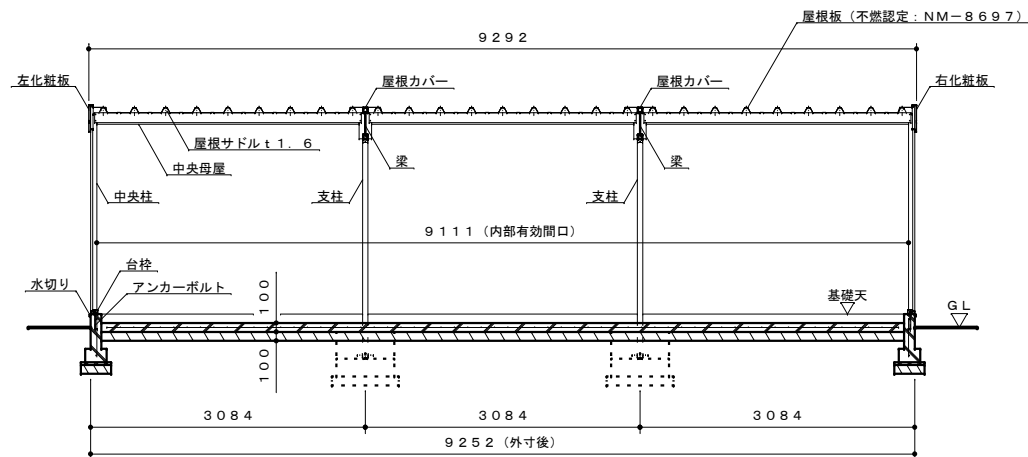 屋根板（不燃認定：NM－８６９７）
９２９２
左化粧板
屋根カバー
屋根カバー
右化粧板
屋根サドルｔ１．６
中央母屋
梁
梁
中央柱
支柱
支柱
９１１１（内部有効間口）
台枠
水切り
アンカーボルト
１００
基礎天
ＧＬ
１００
３０８４
３０８４
３０８４
９２５２（外寸後）